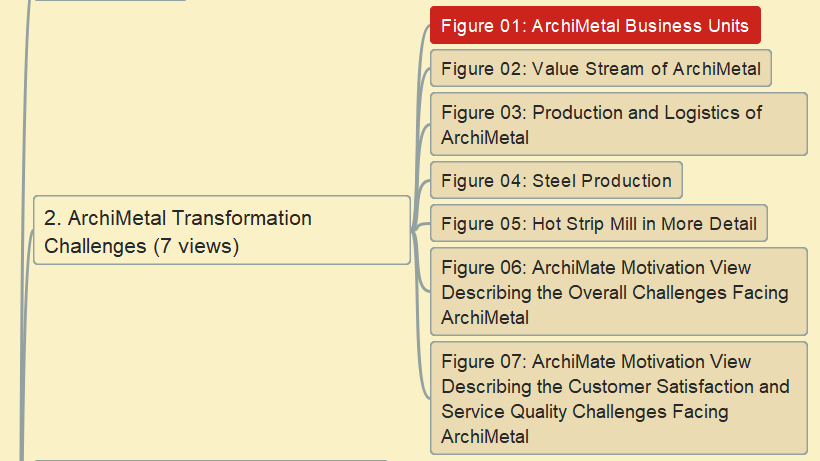 2. ArchiMetal Transformation
Challenges (7 views)
Figure 01: ArchiMetal Business Units
Figure 02: Value Stream of ArchiMetal
Figure 03: Production and Logistics of
ArchiMetal
Figure 04: Steel Production
Figure 05: Hot Strip Mill in More Detail
Figure 06: ArchiMate Motivation View
Describing the Overall Challenges Facing
ArchiMetal
Figure 07: ArchiMate Motivation View
Describing the Customer Satisfaction and
Service Quality Challenges Facing
ArchiMetal